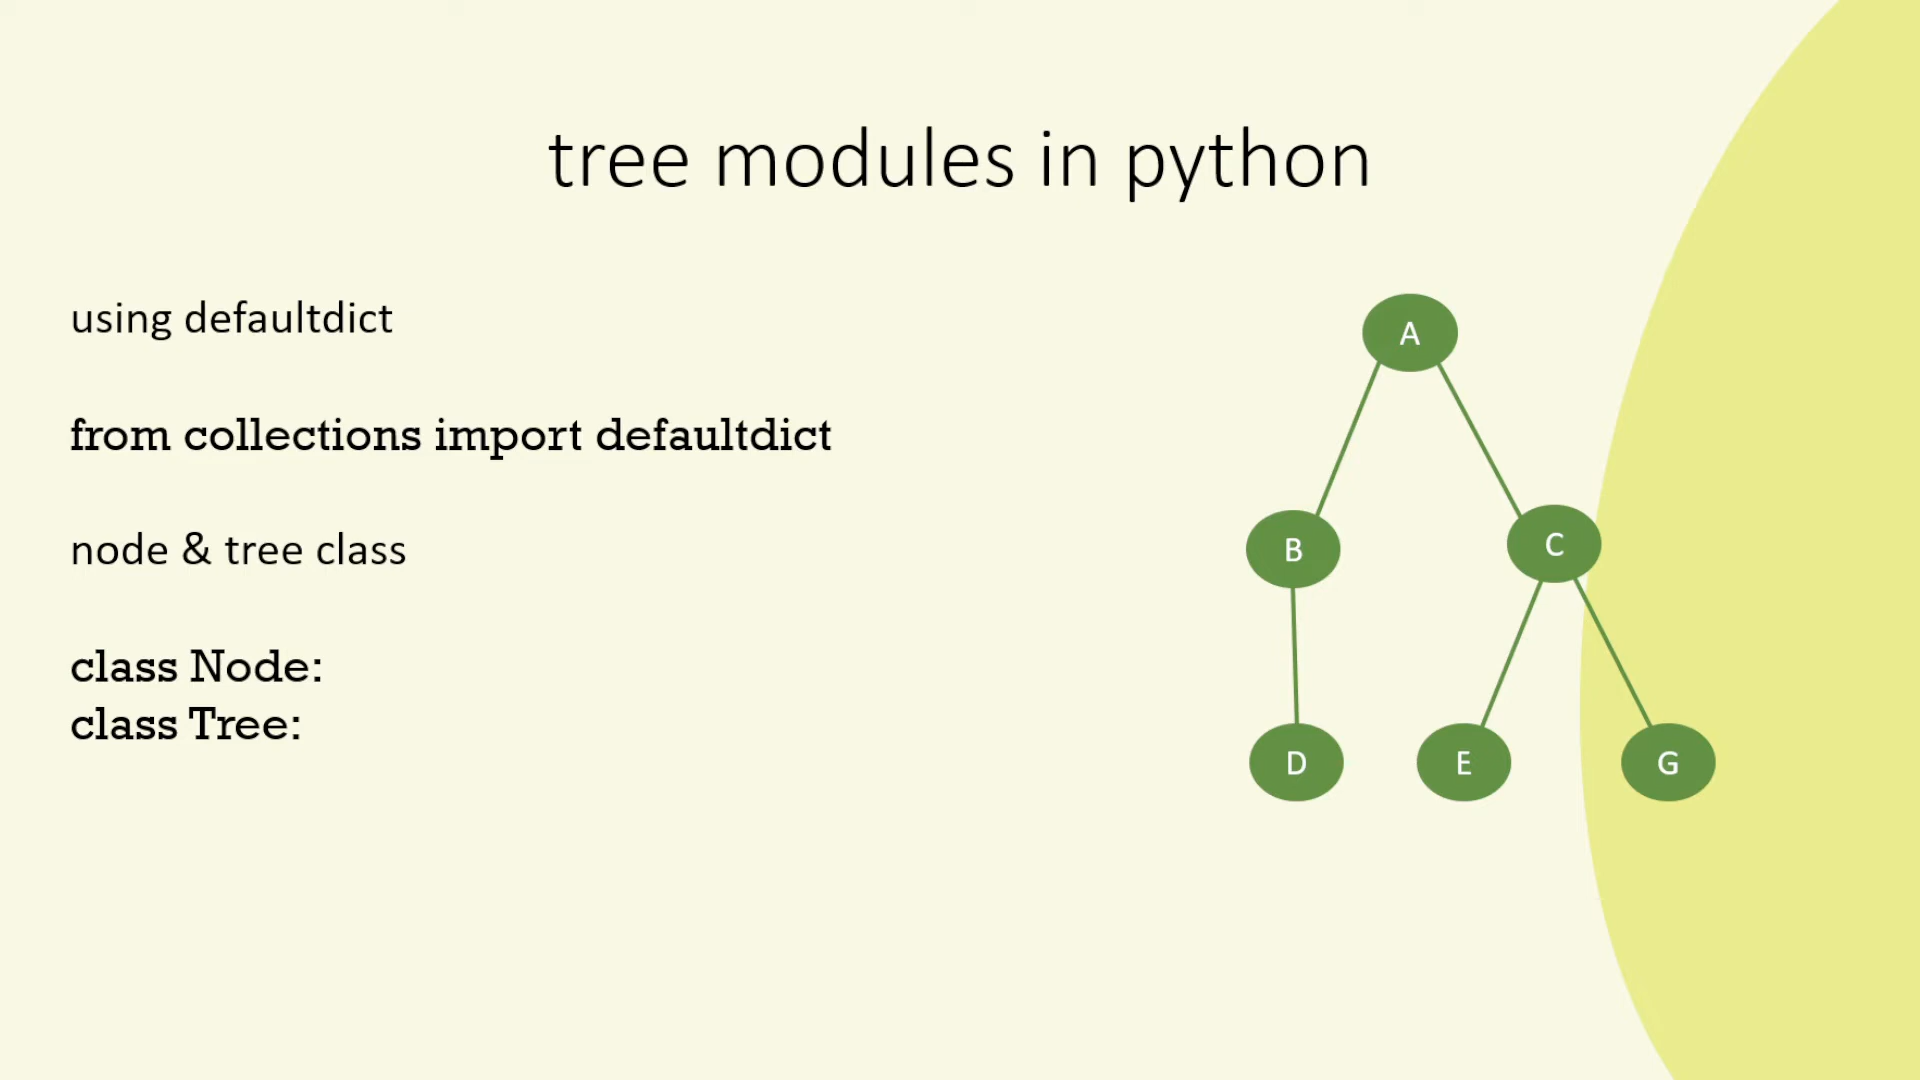 tree modules in python
using defaultdict
from collections import defaultdict
node & tree class
class Node:
class Tree:
A
B
C
D
E
G